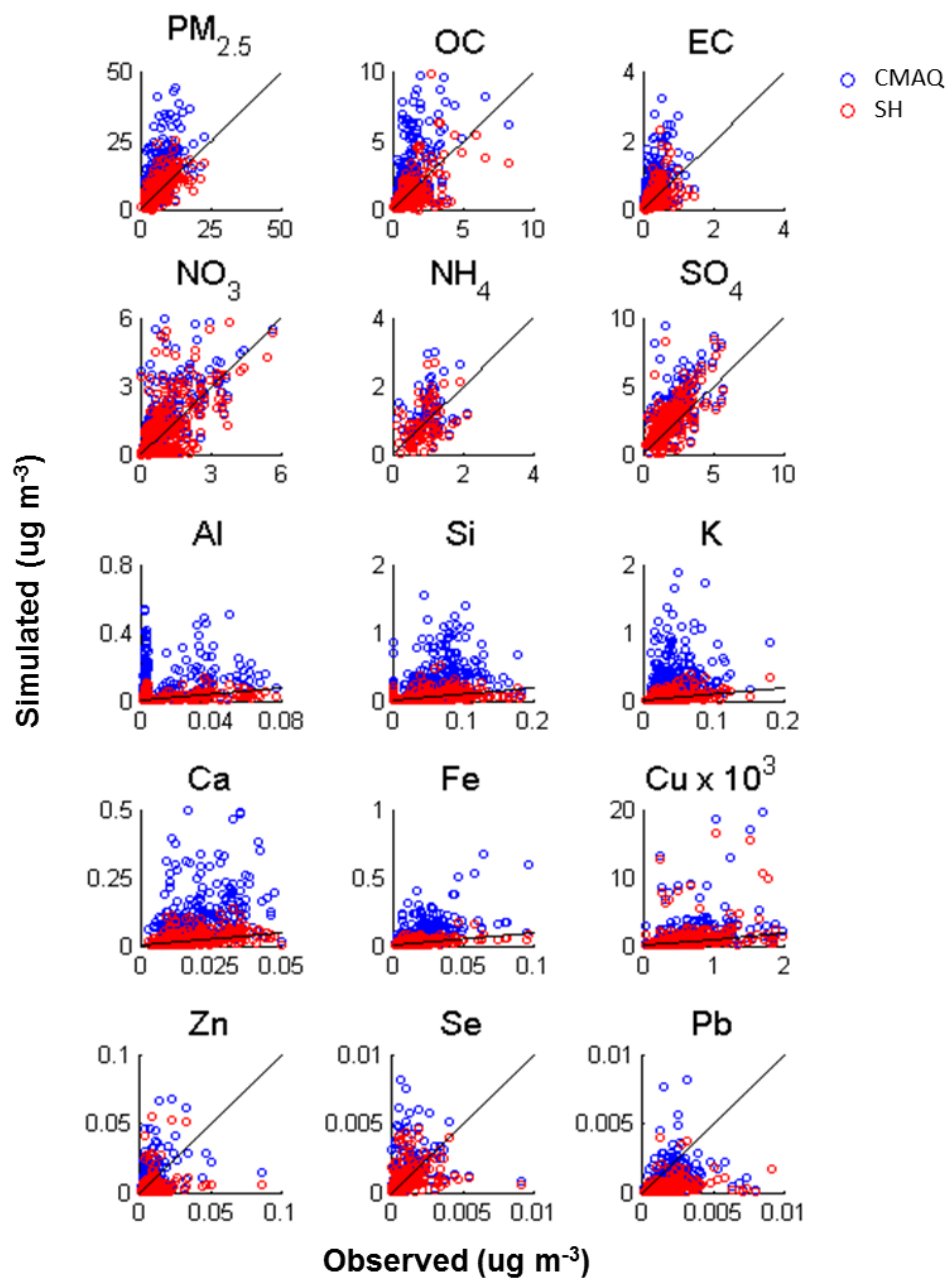 PM2.5 OC EC
CMAQ
SH
50 10 4
25 5 2
0 0 0
0 25 50 0 5 10 0 2 4
NO3 NH4 SO4
6 4 10
3 2 5
0 0 0
0 3 6 0 2 4 0 5 10
Al Si K
0.8 2 2
0.4 1 1
0 0 0
0 0.04 0.08 0 0.1 0.2 0 0.1 0.2
Ca Fe Cu x 10^3
0.5 1 20
0.25 0.5 10
0 0 0
0 0.025 0.05 0 0.05 0.1 0 1 2
Zn Se Pb
0.1 0.01 0.01
0.05 0.005 0.005
0 0 0
0 0.05 0.1 0 0.005 0.01 0 0.005 0.01
Simulated (ug m-3)
Observed (ug m-3)